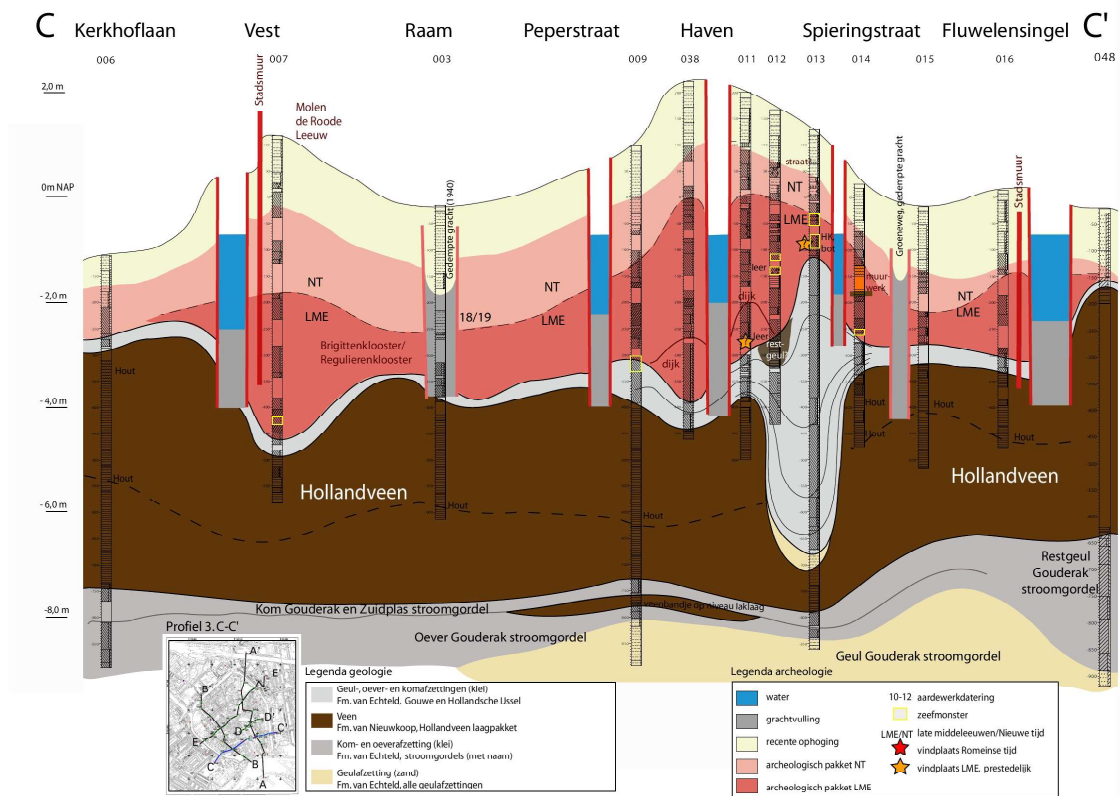 C Kerkhoflaan Vest Raam Peperstraat Haven Spieringstraat Fluwelensingel C'
006 007 003 009 038 011 012 013 014 015 016 048
Stadsmuur
2,0 m
Molen
de Roode
Leeuw
Groeneweg, gedempte gracht
Stadsmuur
straat
0m NAP
Gedempte gracht (1940)
NT
LME
HK,
bot
leer
muur-
werk
NT
NT
NT
dijk
-2,0 m
LME
18/19
LME
LME
leer
rest-
geul?
Brigittenklooster/
Regulierenklooster
dijk
Hout
-4,0 m
Hout
Hout
Hout
Hout
Hout
Hollandveen
Hollandveen
-6,0 m
Hout
Hout
Restgeul
Gouderak
stroomgordel
-8,0 m
Kom Gouderak en Zuidplas stroomgordel
veenbandje op niveau laklaag
Profiel 3. C-C'
Oever Gouderak stroomgordel
Geul Gouderak stroomgordel
A'
E'
B'
D'
C'
D
E
C
B
A
Legenda geologie
Geul-, oever- en komafzettingen (klei)
Fm. van Echteld. Gouwe en Hollandsche IJssel
Veen
Fm. van Nieuwkoop, Hollandveen laagpakket
Kom- en oeverafzetting (klei)
Fm. van Echteld, stroomgordels (met naam)
Geulafzetting (zand)
Fm. van Echteld, alle geulafzettingen
Legenda archeologie
water
grachtvulling
recente ophoging
archeologisch pakket NT
archeologisch pakket LME
10-12 aardewerkdatering
zeefmonster
LME/NT late middeleeuwen/Nieuwe tijd
vindplaats Romeinse tijd
vindplaats LME. prestedelijk